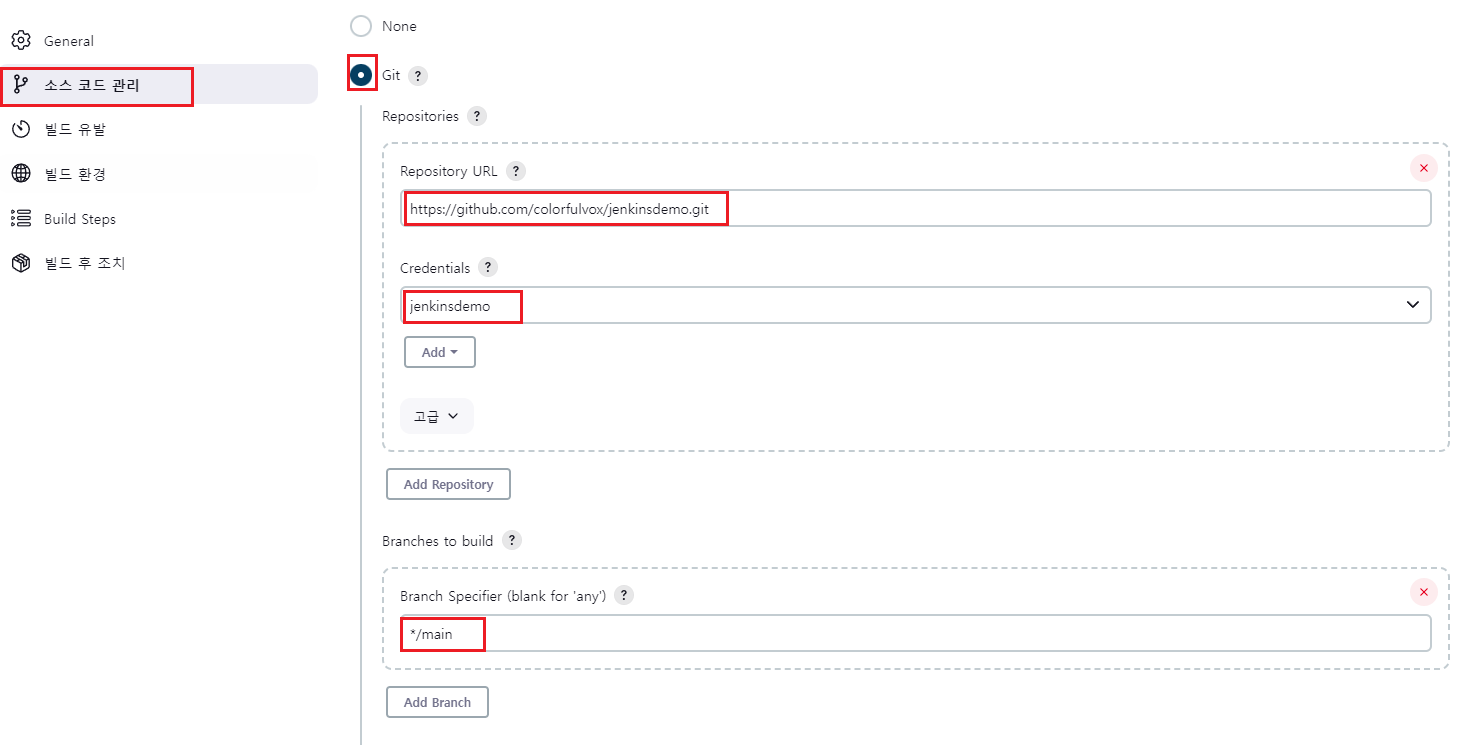 General
소스 코드 관리
빌드 유발
빌드 환경
Build Steps
빌드 후 조치
None
Git ?
Repositories ?
Repository URL ?
https://github.com/colorfulvox/jenkinsdemo.git
Credentials ?
jenkinsdemo
Add
고급
Add Repository
Branches to build ?
Branch Specifier (blank for 'any') ?
*/main
Add Branch